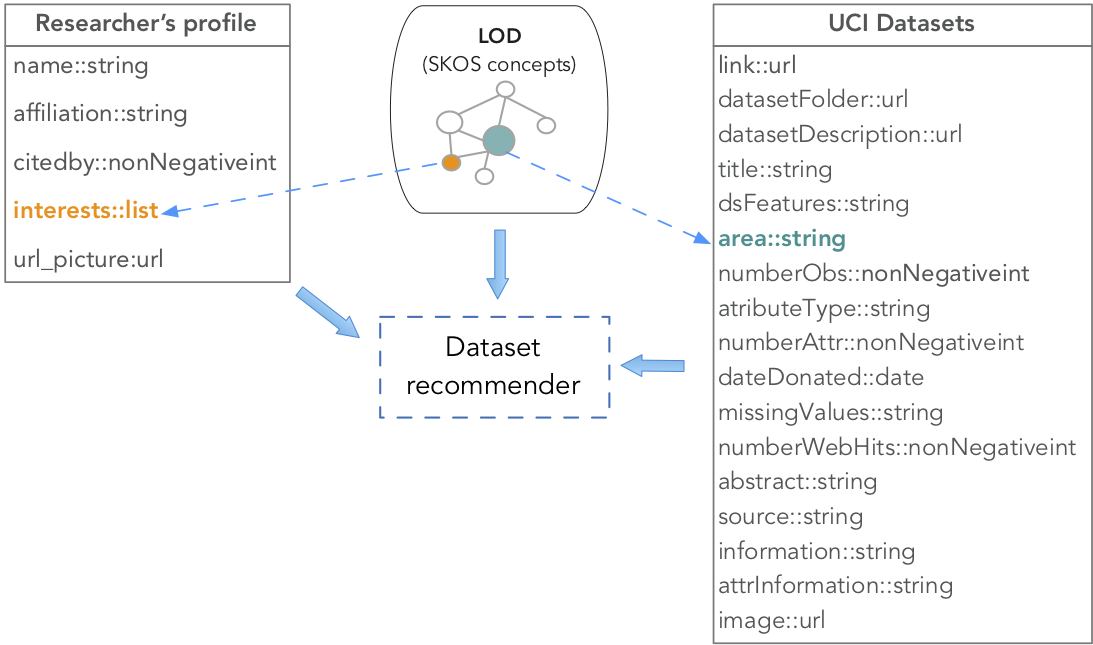 Researcher’s profile
name::string
affiliation::string
citedby::nonNegativeint
interests::list
url_picture:url
LOD
(SKOS concepts)
Dataset
recommender
UCI Datasets
link::url
datasetFolder::url
datasetDescription::url
title::string
dsFeatures::string
area::string
numberObs::nonNegativeint
atributeType::string
numberAttr::nonNegativeint
dateDonated::date
missingValues::string
numberWebHits::nonNegativeint
abstract::string
source::string
information::string
attrInformation::string
image::url